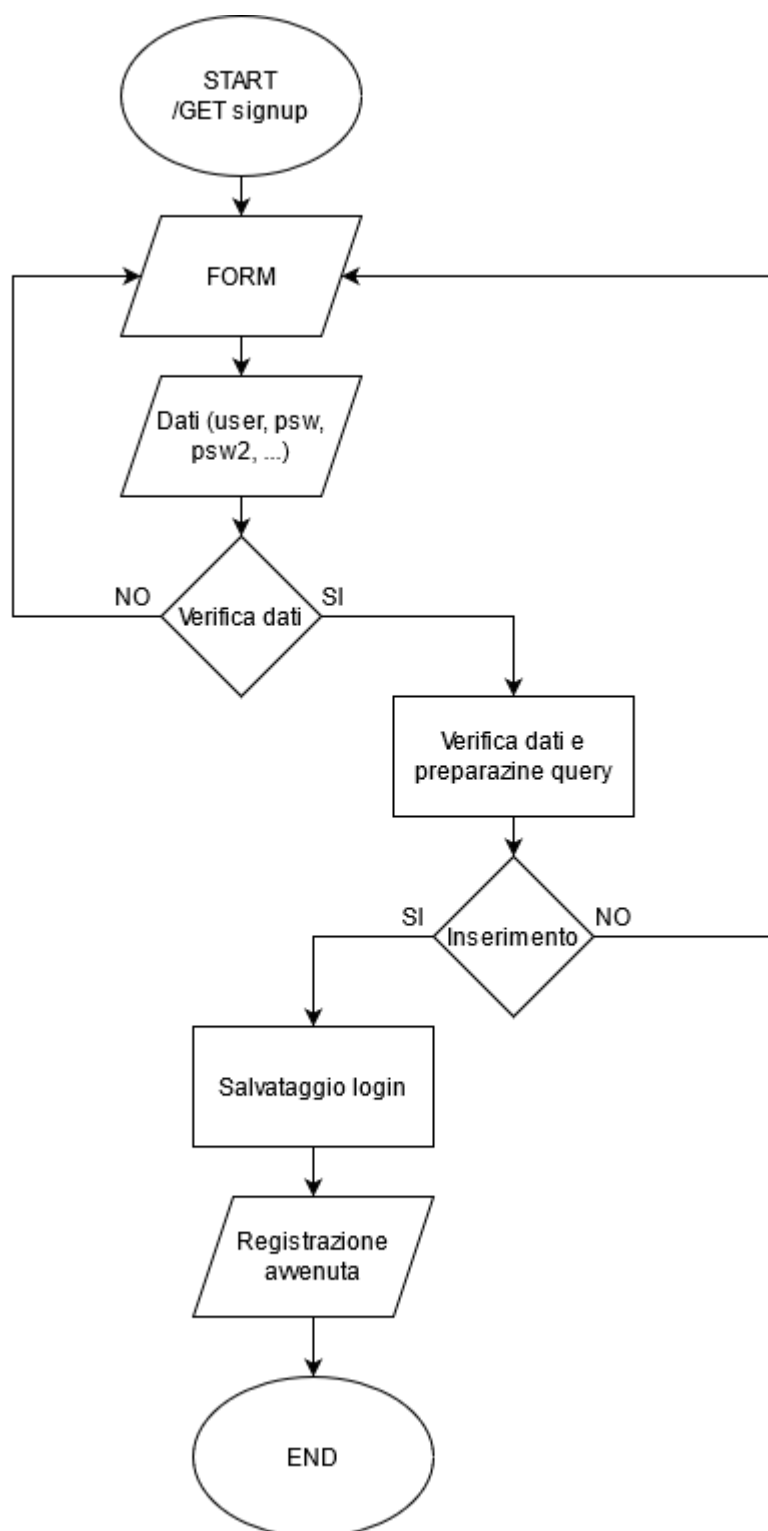 START
/GET signup
FORM
Dati (user, psw,
psw2, ...)
NO
Verifica dati
SI
Verifica dati e
preparazine query
SI
Inserimento
NO
Salvataggio login
Registrazione
avvenuta
END